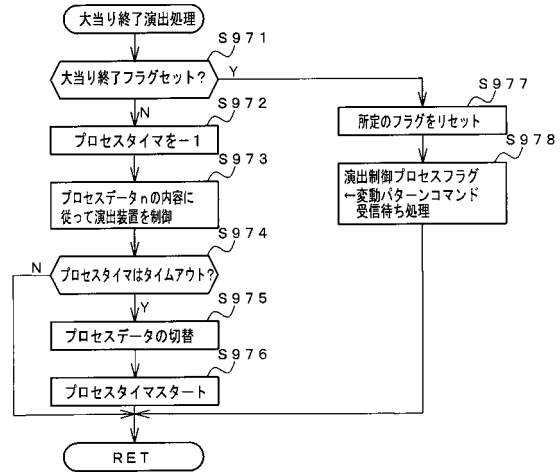 大当り終了演出処理
S971
大当り終了フラグセット?
Y
N
S972
プロセスタイマを-1
S973
プロセスデータnの内容に
従って演出装置を制御
S974
プロセスタイマはタイムアウト?
N
Y
S975
プロセスデータの切替
S976
プロセスタイマスタート
S977
所定のフラグをリセット
S978
演出制御プロセスフラグ
←変動パターンコマンド
受信待ち処理
RET